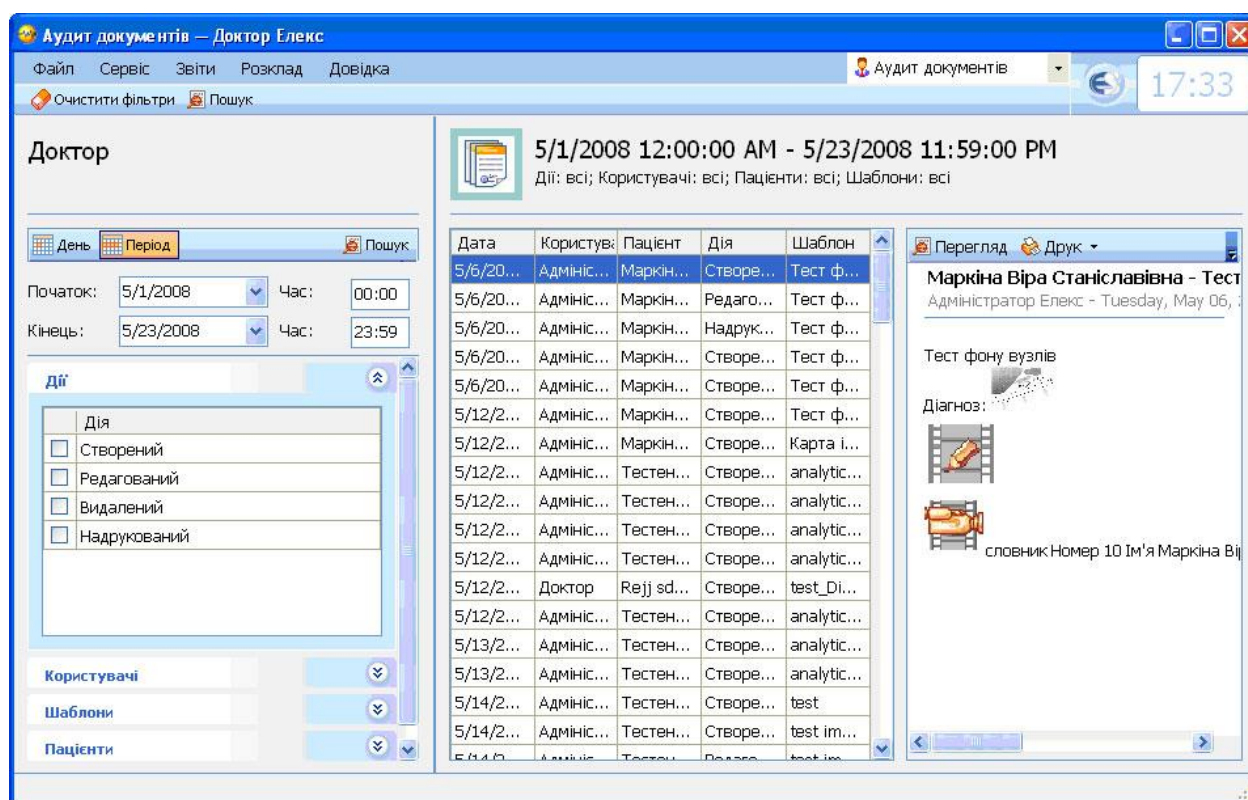 Аудит документів — Доктор Елекс
Файл Сервіс Звіти Розклад Довідка Аудит документів 17:33
Очистити фільтри Пошук
Доктор
5/1/2008 12:00:00 AM - 5/23/2008 11:59:00 PM
Дії: всі; Користувачі: всі; Пацієнти: всі; Шаблони: всі
День Період Пошук
Початок: 5/1/2008 Час: 00:00
Кінець: 5/23/2008 Час: 23:59
Дії
Дія
Створений
Редагований
Видалений
Надрукований
Користувачі
Шаблони
Пацієнти
Дата Користува Пацієнт Дія Шаблон
5/6/20... Адмініс... Маркін... Створе... Тест ф...
5/6/20... Адмініс... Маркін... Редаго... Тест ф...
5/6/20... Адмініс... Маркін... Надрук... Тест ф...
5/6/20... Адмініс... Маркін... Створе... Тест ф...
5/6/20... Адмініс... Маркін... Створе... Тест ф...
5/12/2... Адмініс... Маркін... Створе... Тест ф...
5/12/2... Адмініс... Маркін... Створе... Карта і...
5/12/2... Адмініс... Тестен... Створе... analytic...
5/12/2... Адмініс... Тестен... Створе... analytic...
5/12/2... Адмініс... Тестен... Створе... analytic...
5/12/2... Адмініс... Тестен... Створе... analytic...
5/12/2... Доктор Rejj sd... Створе... test_Di...
5/12/2... Адмініс... Тестен... Створе... analytic...
5/13/2... Адмініс... Тестен... Створе... analytic...
5/13/2... Адмініс... Тестен... Створе... analytic...
5/14/2... Адмініс... Тестен... Створе... test
5/14/2... Адмініс... Тестен... Створе... test im...
Перегляд Друк
Маркіна Віра Станіславівна - Тест
Адміністратор Елекс - Tuesday, May 06,
Тест фону вузлів
Діагноз:
словник Номер 10 Ім'я Маркіна Ві